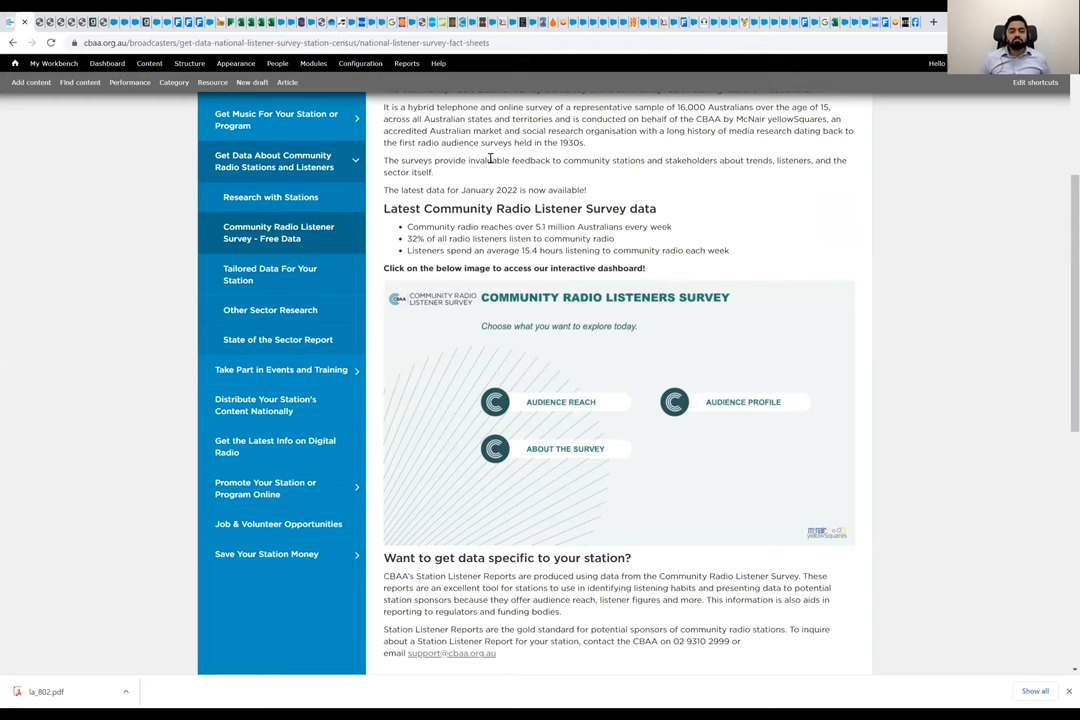 cbaa.org.au/broadcasters/get-data-national-listener-survey-station-census/national-listener-survey-fact-sheets
My Workbench Dashboard Content Structure Appearance People Modules Configuration Reports Help Hello
Add content Find content Performance Category Resource New draft Article Edit shortcuts
Get Music For Your Station or
Program
Get Data About Community
Radio Stations and Listeners
Research with Stations
Community Radio Listener
Survey - Free Data
Tailored Data For Your
Station
Other Sector Research
State of the Sector Report
Take Part in Events and Training
Distribute Your Station's
Content Nationally
Get the Latest Info on Digital
Radio
Promote Your Station or
Program Online
Job & Volunteer Opportunities
Save Your Station Money
It is a hybrid telephone and online survey of a representative sample of 16,000 Australians over the age of 15,
across all Australian states and territories and is conducted on behalf of the CBAA by McNair yellowSquares, an
accredited Australian market and social research organisation with a long history of media research dating back to
the first radio audience surveys held in the 1930s.
The surveys provide invaluable feedback to community stations and stakeholders about trends, listeners, and the
sector itself.
The latest data for January 2022 is now available!
Latest Community Radio Listener Survey data
• Community radio reaches over 5.1 million Australians every week
• 32% of all radio listeners listen to community radio
• Listeners spend an average 15.4 hours listening to community radio each week
Click on the below image to access our interactive dashboard!
CBAA COMMUNITY RADIO
LISTENER SURVEY
COMMUNITY RADIO LISTENERS SURVEY
Choose what you want to explore today.
AUDIENCE REACH
AUDIENCE PROFILE
ABOUT THE SURVEY
mcnair
yellowSquares
Want to get data specific to your station?
CBAA's Station Listener Reports are produced using data from the Community Radio Listener Survey. These
reports are an excellent tool for stations to use in identifying listening habits and presenting data to potential
station sponsors because they offer audience reach, listener figures and more. This information is also aids in
reporting to regulators and funding bodies.
Station Listener Reports are the gold standard for potential sponsors of community radio stations. To inquire
about a Station Listener Report for your station, contact the CBAA on 02 9310 2999 or
email support@cbaa.org.au
la_802.pdf
Show all